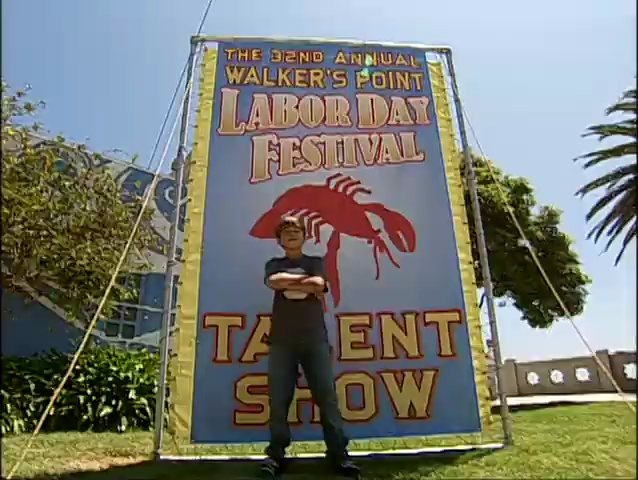 THE 32ND ANNUAL
WALKER'S POINT
LABOR DAY
FESTIVAL
TALENT
SHOW